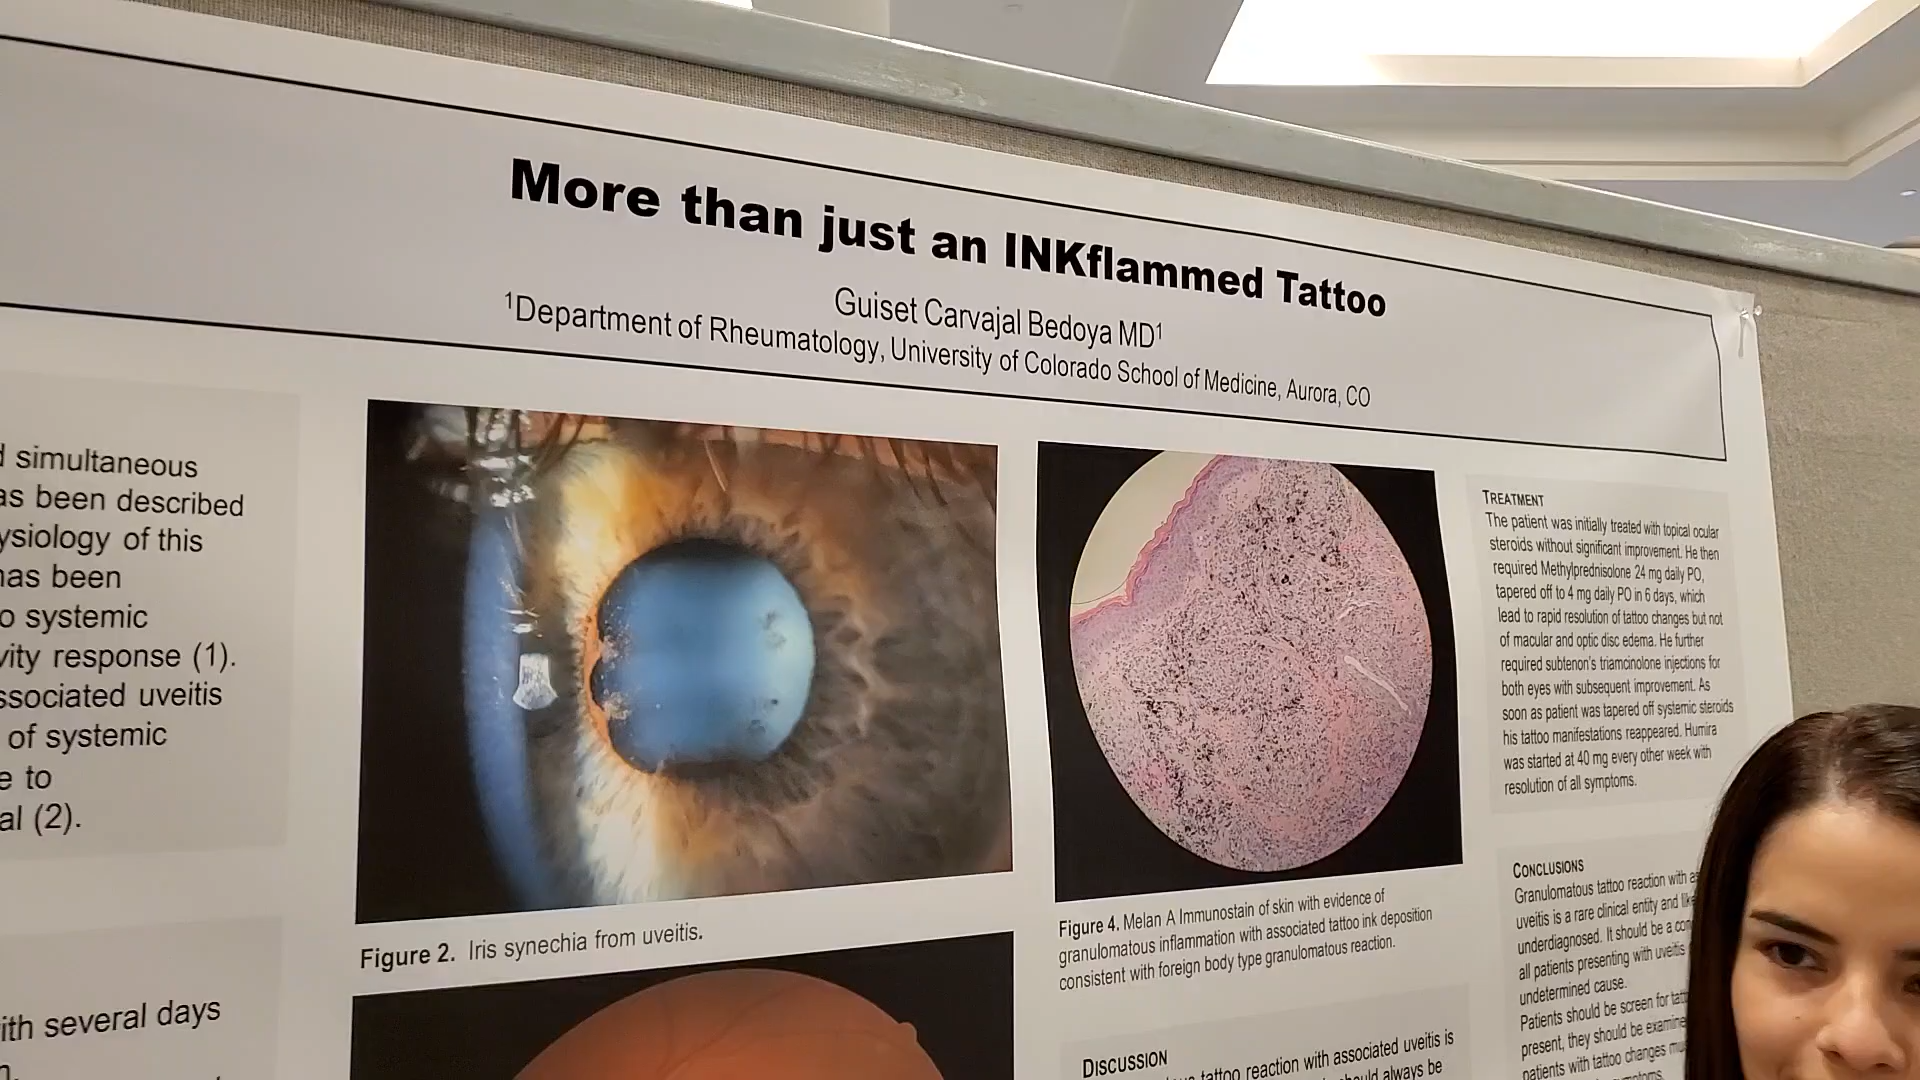 More than just an INKflammed Tattoo
Guiset Carvajal Bedoya MD¹
¹Department of Rheumatology, University of Colorado School of Medicine, Aurora, CO
simultaneous
been described
of this
been
systemic
response (1).
uveitis
of systemic
to
(2).
several days
Figure 2. Iris synechia from uveitis.
Figure 4. Melan A Immunostain of skin with evidence of
granulomatous inflammation with associated tattoo ink deposition
consistent with foreign body type granulomatous reaction.
DISCUSSION
tattoo reaction with associated uveitis is
always be
TREATMENT
The patient was initially treated with topical ocular
steroids without significant improvement. He then
required Methylprednisolone 24 mg daily PO,
tapered off to 4 mg daily PO in 6 days, which
lead to rapid resolution of tattoo changes but not
of macular and optic disc edema. He further
required subtenon's triamcinolone injections for
both eyes with subsequent improvement. As
soon as patient was tapered off systemic steroids
his tattoo manifestations reappeared. Humira
was started at 40 mg every other week with
resolution of all symptoms.
CONCLUSIONS
Granulomatous tattoo reaction with
uveitis is a rare clinical entity and
underdiagnosed. It should be a
all patients presenting with uveitis
undetermined cause.
Patients should be screen for
present, they should be
patients with tattoo changes